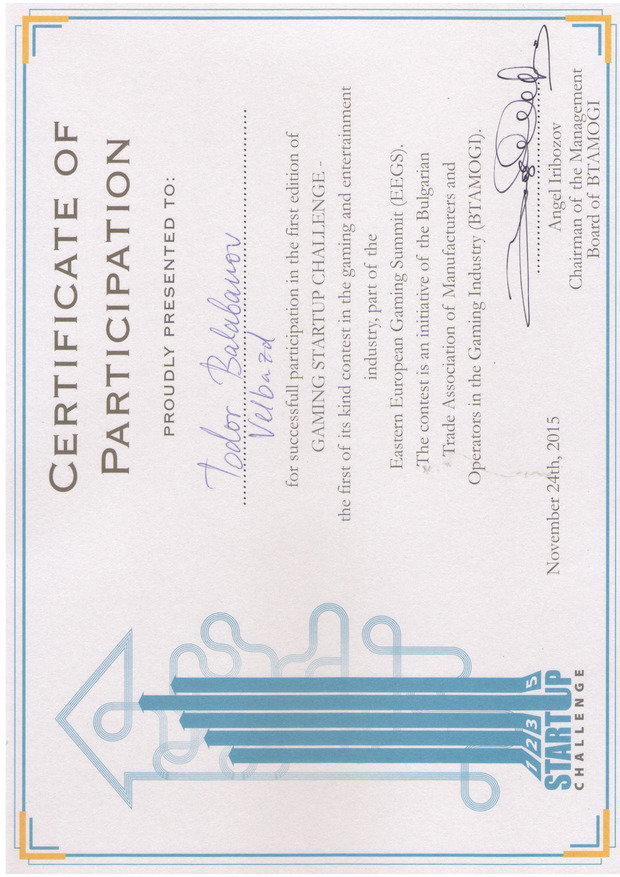 CERTIFICATE OF
PARTICIPATION
PROUDLY PRESENTED TO:
Todor Balabanov
Velbazd
for successfull participation in the first edition of
GAMING STARTUP CHALLENGE -
the first of its kind contest in the gaming and entertainment
industry, part of the
Eastern European Gaming Summit (EEGS).
The contest is an initiative of the Bulgarian
Trade Association of Manufacturers and
Operators in the Gaming Industry (BTAMOGI).
November 24th, 2015
Angel Iribozov
Chairman of the Management
Board of BTAMOGI
1/2/3 5
STARTUP
CHALLENGE